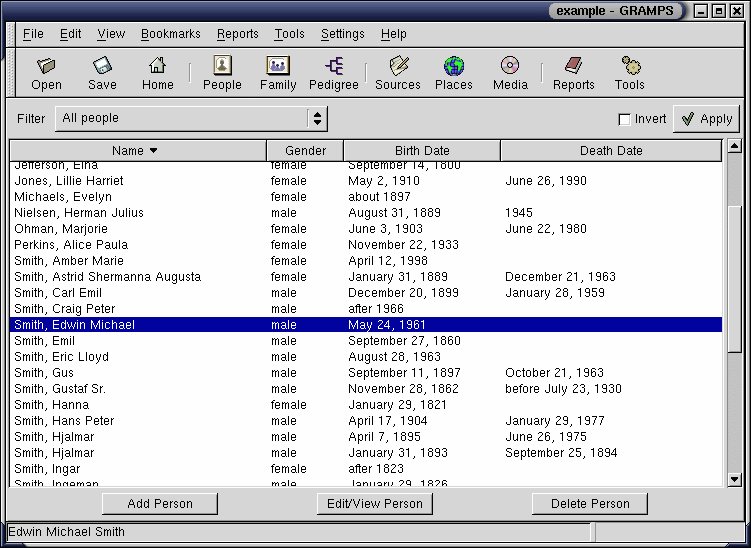 example - GRAMPS
File Edit View Bookmarks Reports Tools Settings Help
Open Save Home People Family Pedigree Sources Places Media Reports Tools
Filter All people Invert Apply
Name Gender Birth Date Death Date
Jefferson, Elna female September 14, 1800
Jones, Lillie Harriet female May 2, 1910 June 26, 1990
Michaels, Evelyn female about 1897
Nielsen, Herman Julius male August 31, 1889 1945
Ohman, Marjorie female June 3, 1903 June 22, 1980
Perkins, Alice Paula female November 22, 1933
Smith, Amber Marie female April 12, 1998
Smith, Astrid Shermanna Augusta female January 31, 1889 December 21, 1963
Smith, Carl Emil male December 20, 1899 January 28, 1959
Smith, Craig Peter male after 1966
Smith, Edwin Michael male May 24, 1961
Smith, Emil male September 27, 1860
Smith, Eric Lloyd male August 28, 1963
Smith, Gus male September 11, 1897 October 21, 1963
Smith, Gustaf Sr. male November 28, 1862 before July 23, 1930
Smith, Hanna female January 29, 1821
Smith, Hans Peter male April 17, 1904 January 29, 1977
Smith, Hjalmar male April 7, 1895 June 26, 1975
Smith, Hjalmar male January 31, 1893 September 25, 1894
Smith, Ingar female after 1823
Smith, Ingeman male January 29, 1826
Add Person Edit/View Person Delete Person
Edwin Michael Smith